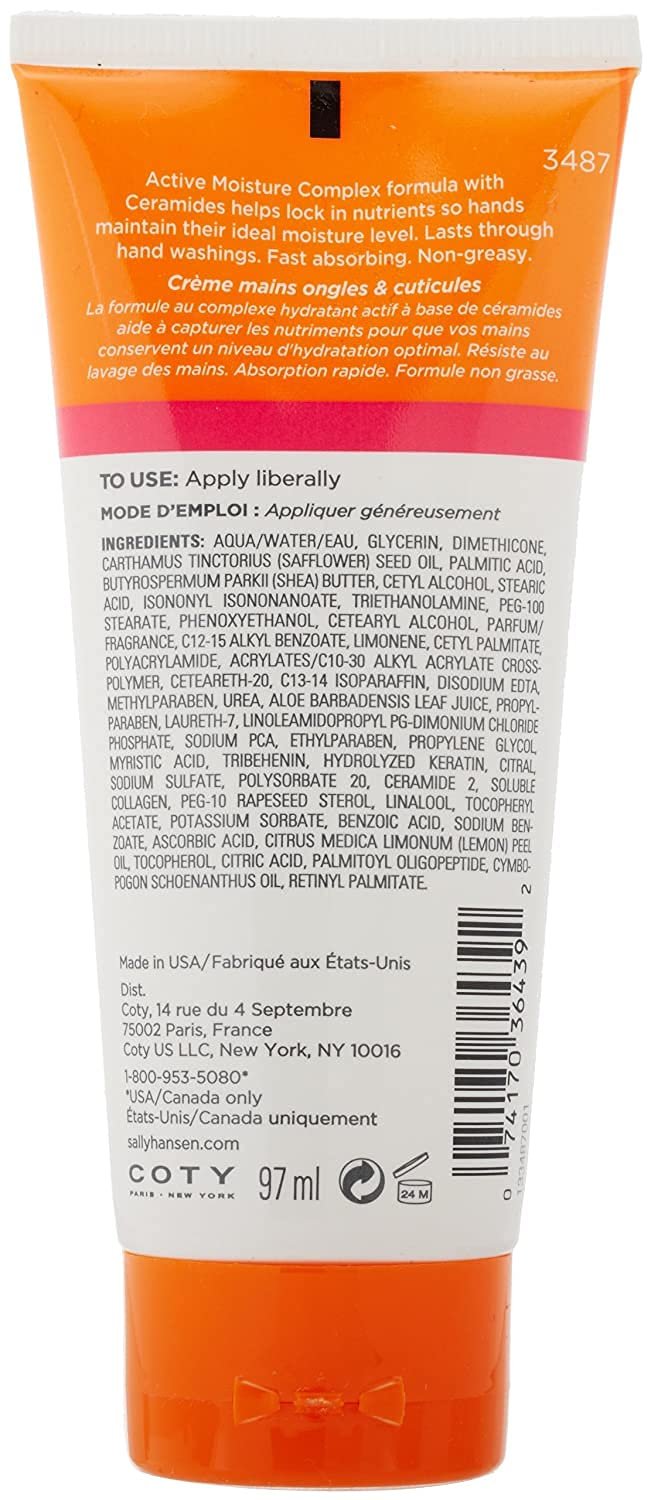 3487
Active Moisture Complex formula with
Ceramides helps lock in nutrients so hands
maintain their ideal moisture level. Lasts through
hand washings. Fast absorbing. Non-greasy.
Crème mains ongles & cuticules
La formule au complexe hydratant actif à base de céramides
aide à capturer les nutriments pour que vos mains
conservent un niveau d'hydratation optimal. Résiste au
lavage des mains. Absorption rapide. Formule non grasse.
TO USE: Apply liberally
MODE D'EMPLOI : Appliquer généreusement
INGREDIENTS: AQUA/WATER/EAU, GLYCERIN, DIMETHICONE,
CARTHAMUS TINCTORIUS (SAFFLOWER) SEED OIL, PALMITIC ACID,
BUTYROSPERMUM PARKII (SHEA) BUTTER, CETYL ALCOHOL, STEARIC
ACID, ISONONYL ISONONANOATE, TRIETHANOLAMINE, PEG-100
STEARATE, PHENOXYETHANOL, CETEARYL ALCOHOL, PARFUM/
FRAGRANCE, C12-15 ALKYL BENZOATE, LIMONENE, CETYL PALMITATE,
POLYACRYLAMIDE, ACRYLATES/C10-30 ALKYL ACRYLATE CROSS-
POLYMER, CETEARETH-20, C13-14 ISOPARAFFIN, DISODIUM EDTA,
METHYLPARABEN, UREA, ALOE BARBADENSIS LEAF JUICE, PROPYL-
PARABEN, LAURETH-7, LINOLEAMIDOPROPYL PG-DIMONIUM CHLORIDE
PHOSPHATE, SODIUM PCA, ETHYLPARABEN, PROPYLENE GLYCOL,
MYRISTIC ACID, TRIBEHENIN, HYDROLYZED KERATIN, CITRAL,
SODIUM SULFATE, POLYSORBATE 20, CERAMIDE 2, SOLUBLE
COLLAGEN, PEG-10 RAPESEED STEROL, LINALOOL, TOCOPHERYL
ACETATE, POTASSIUM SORBATE, BENZOIC ACID, SODIUM BEN-
ZOATE, ASCORBIC ACID, CITRUS MEDICA LIMONUM (LEMON) PEEL
OIL, TOCOPHEROL, CITRIC ACID, PALMITOYL OLIGOPEPTIDE, CYMBO-
POGON SCHOENANTHUS OIL, RETINYL PALMITATE.
Made in USA/Fabriqué aux États-Unis
Dist.
Coty, 14 rue du 4 Septembre
75002 Paris, France
Coty US LLC, New York, NY 10016
1-800-953-5080*
*USA/Canada only
États-Unis/Canada uniquement
sallyhansen.com
COTY
PARIS · NEW YORK
97 ml
24 M
0 74170 36439 2
133487001